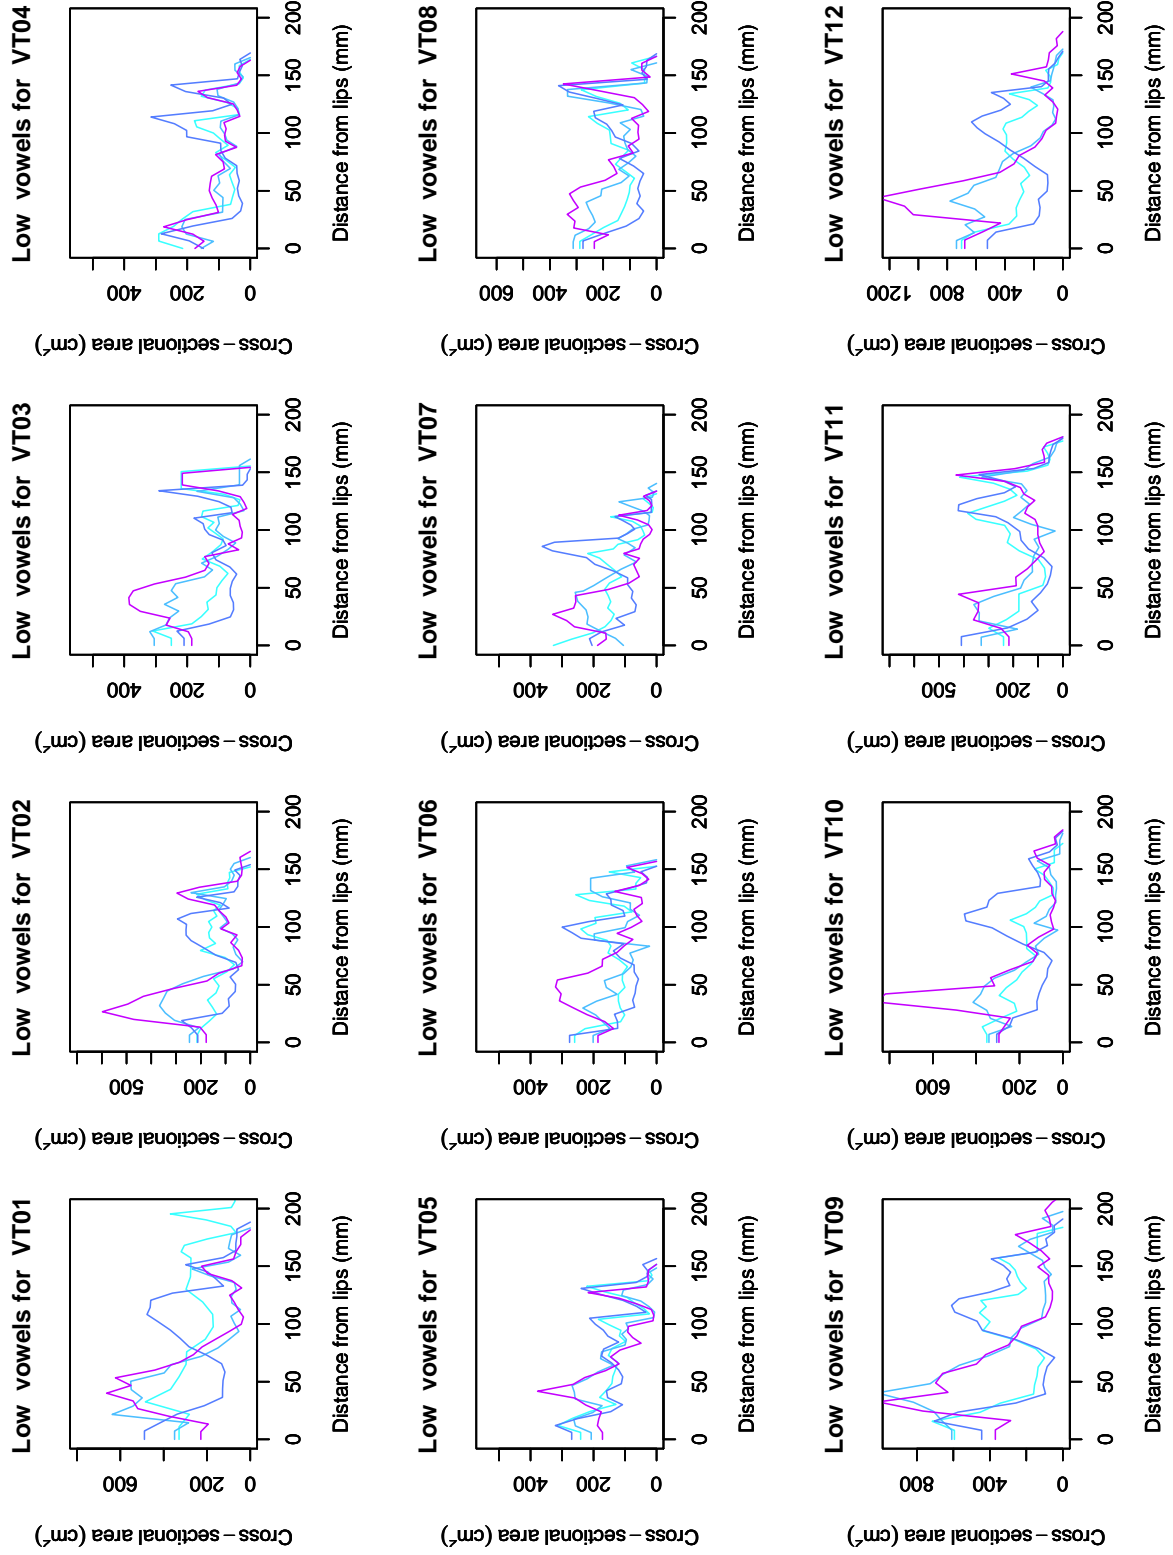 Low vowels for VT01
Cross−sectional area (cm²)
0 200 600
0 50 100 150 200
Distance from lips (mm)
Low vowels for VT02
Cross−sectional area (cm²)
0 200 500
0 50 100 150 200
Distance from lips (mm)
Low vowels for VT03
Cross−sectional area (cm²)
0 200 400
0 50 100 150 200
Distance from lips (mm)
Low vowels for VT04
Cross−sectional area (cm²)
0 200 400
0 50 100 150 200
Distance from lips (mm)
Low vowels for VT05
Cross−sectional area (cm²)
0 200 400
0 50 100 150 200
Distance from lips (mm)
Low vowels for VT06
Cross−sectional area (cm²)
0 200 400
0 50 100 150 200
Distance from lips (mm)
Low vowels for VT07
Cross−sectional area (cm²)
0 200 400
0 50 100 150 200
Distance from lips (mm)
Low vowels for VT08
Cross−sectional area (cm²)
0 200 400 600
0 50 100 150 200
Distance from lips (mm)
Low vowels for VT09
Cross−sectional area (cm²)
0 400 800
0 50 100 150 200
Distance from lips (mm)
Low vowels for VT10
Cross−sectional area (cm²)
0 200 600
0 50 100 150 200
Distance from lips (mm)
Low vowels for VT11
Cross−sectional area (cm²)
0 200 500
0 50 100 150 200
Distance from lips (mm)
Low vowels for VT12
Cross−sectional area (cm²)
0 400 800 1200
0 50 100 150 200
Distance from lips (mm)